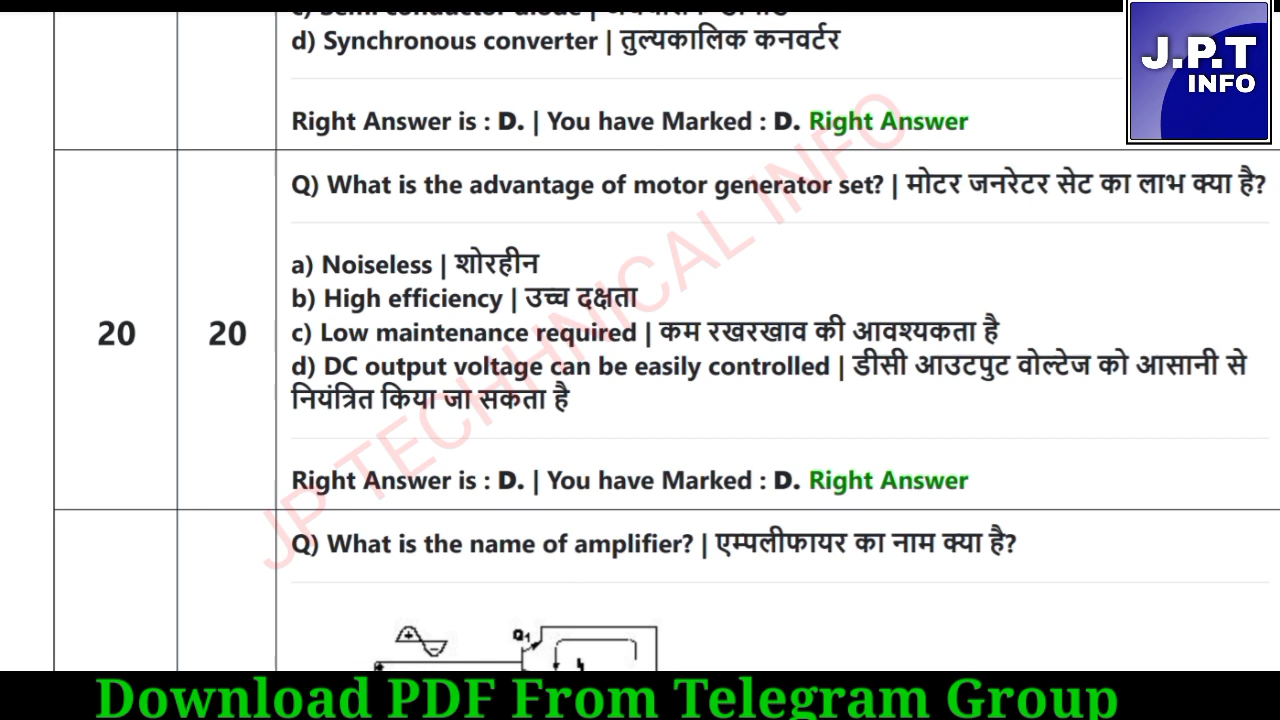 d) Synchronous converter | तुल्यकालिक कनवर्टर
J.P.T
INFO
Right Answer is : D. | You have Marked : D. Right Answer
20
20
Q) What is the advantage of motor generator set? | मोटर जनरेटर सेट का लाभ क्या है?
a) Noiseless | शोरहीन
b) High efficiency | उच्च दक्षता
c) Low maintenance required | कम रखरखाव की आवश्यकता है
d) DC output voltage can be easily controlled | डीसी आउटपुट वोल्टेज को आसानी से
नियंत्रित किया जा सकता है
Right Answer is : D. | You have Marked : D. Right Answer
JP TECHHNICAL INFO
Q) What is the name of amplifier? | एम्पलीफायर का नाम क्या है?
Q1
Download PDF From Telegram Group